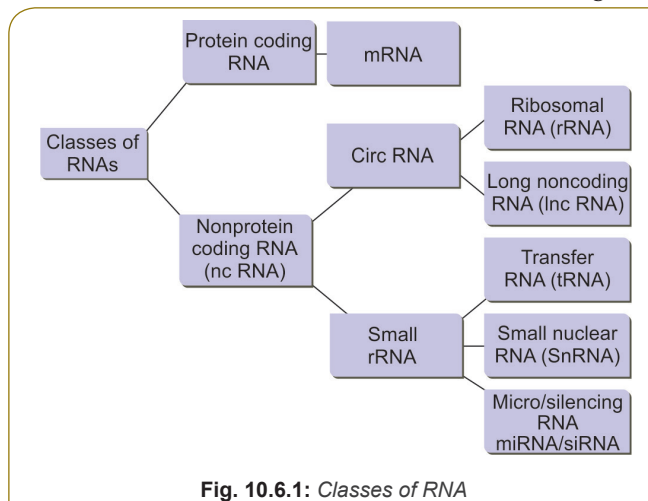 Protein coding
RNA
mRNA
Classes of
RNAs
Circ RNA
Ribosomal
RNA (rRNA)
Long noncoding
RNA (lnc RNA)
Nonprotein
coding RNA
(nc RNA)
Small
rRNA
Transfer
RNA (tRNA)
Small nuclear
RNA (SnRNA)
Micro/silencing
RNA
miRNA/siRNA
Fig. 10.6.1: Classes of RNA